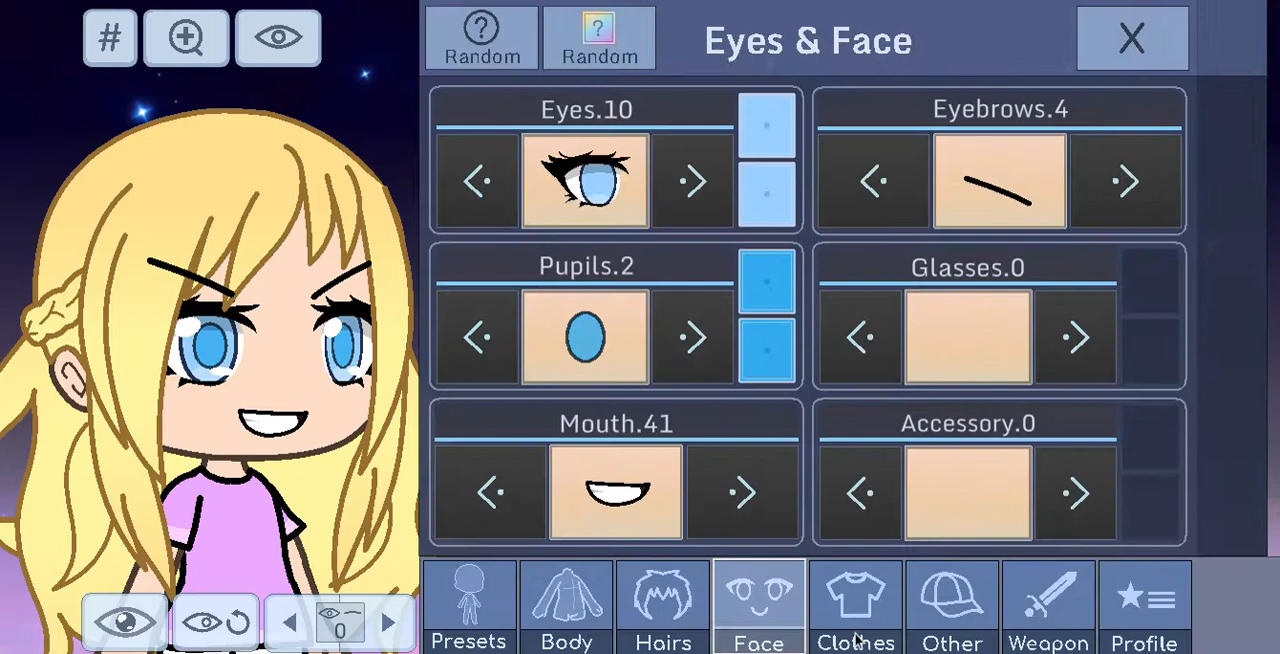 #
?
Random
?
Random
Eyes & Face
X
Eyes.10
Eyebrows.4
Pupils.2
Glasses.0
Mouth.41
Accessory.0
0
Presets
Body
Hairs
Face
Clothes
Other
Weapon
Profile